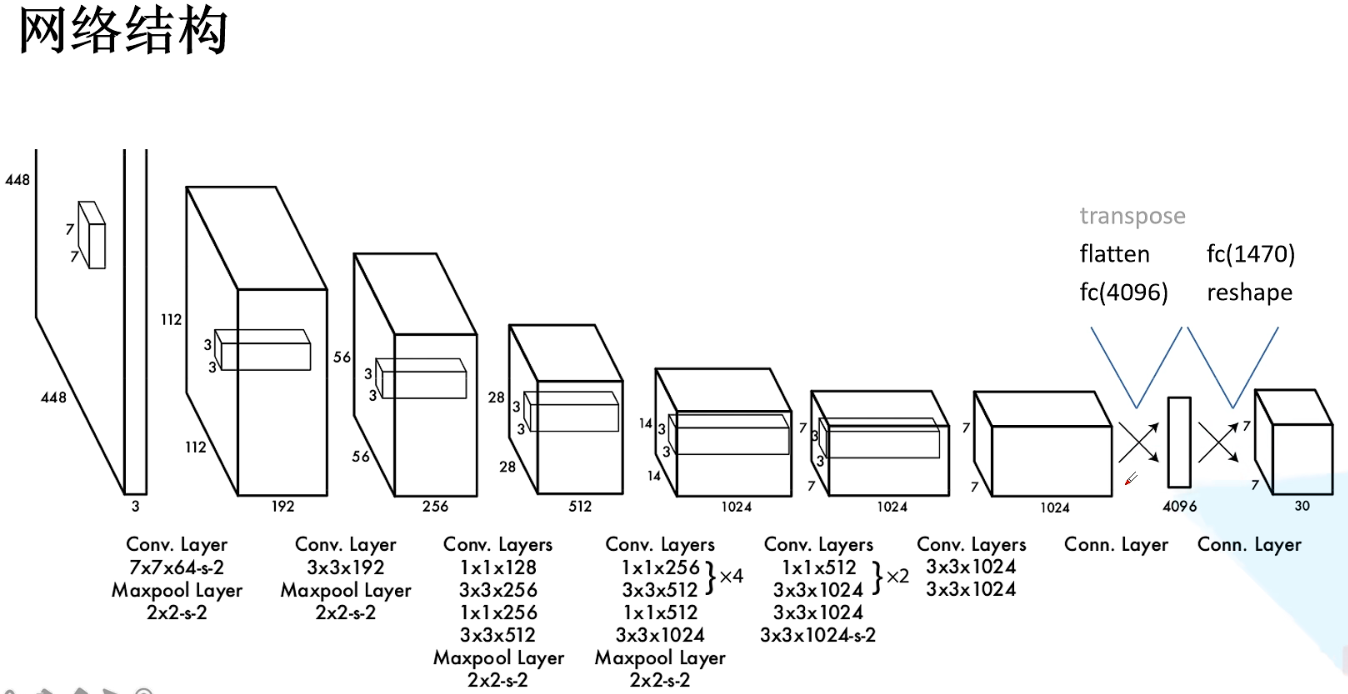 网络结构
448
7
7
448
3
112
3
3
112
192
56
3
3
56
256
28
3
3
28
512
14
3
3
14
1024
7
3
3
7
1024
7
7
1024
transpose
flatten
fc(4096)
fc(1470)
reshape
4096
7
7
30
Conv. Layer
7x7x64-s-2
Maxpool Layer
2x2-s-2
Conv. Layer
3x3x192
Maxpool Layer
2x2-s-2
Conv. Layers
1x1x128
3x3x256
1x1x256
3x3x512
Maxpool Layer
2x2-s-2
Conv. Layers
1x1x256
3x3x512
}×4
1x1x512
3x3x1024
Maxpool Layer
2x2-s-2
Conv. Layers
1x1x512
3x3x1024
}×2
3x3x1024
3x3x1024-s-2
Conv. Layers
3x3x1024
3x3x1024
Conn. Layer
Conn. Layer